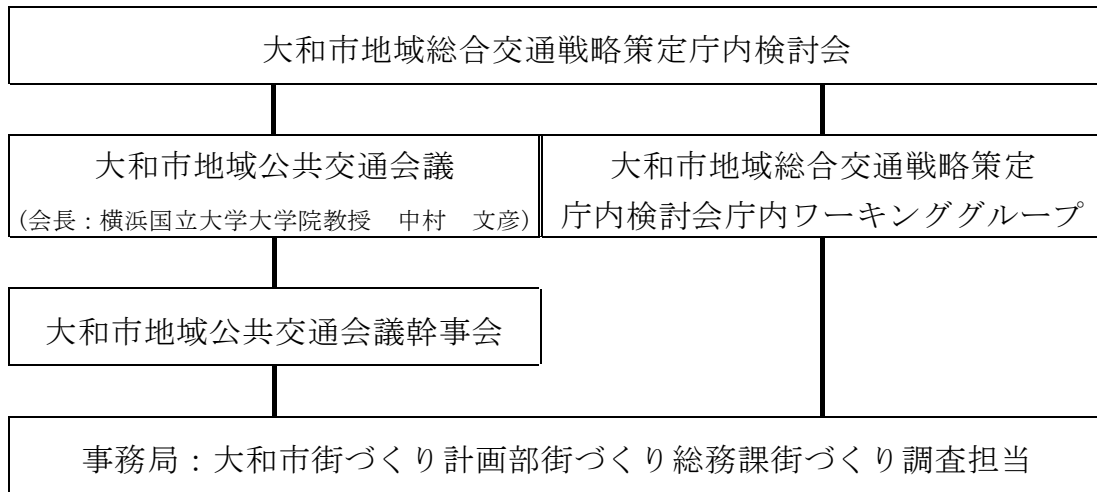 大和市地域総合交通戦略策定庁内検討会
大和市地域公共交通会議
(会長：横浜国立大学大学院教授　中村　文彦)
大和市地域総合交通戦略策定
庁内検討会庁内ワーキンググループ
大和市地域公共交通会議幹事会
事務局：大和市街づくり計画部街づくり総務課街づくり調査担当